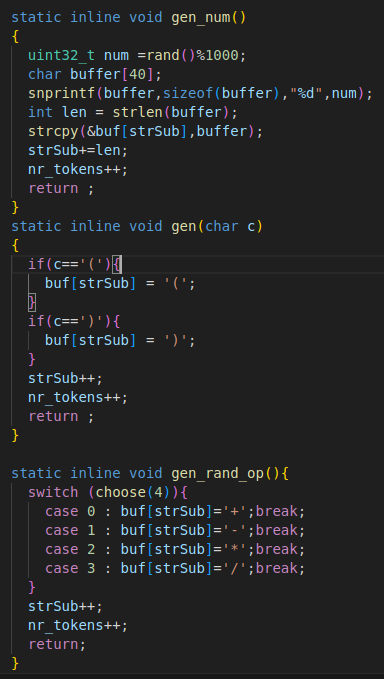 static inline void gen_num()
{
  uint32_t num =rand()%1000;
  char buffer[40];
  snprintf(buffer,sizeof(buffer),"%d",num);
  int len = strlen(buffer);
  strcpy(&buf[strSub],buffer);
  strSub+=len;
  nr_tokens++;
  return ;
}
static inline void gen(char c)
{
  if(c=='('){
    buf[strSub] = '(';
  }
  if(c==')'){
    buf[strSub] = ')';
  }
  strSub++;
  nr_tokens++;
  return ;
}

static inline void gen_rand_op(){
  switch (choose(4)){
    case 0 : buf[strSub]='+';break;
    case 1 : buf[strSub]='-';break;
    case 2 : buf[strSub]='*';break;
    case 3 : buf[strSub]='/';break;
  }
  strSub++;
  nr_tokens++;
  return;
}